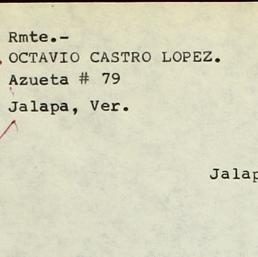 Rmte.-
OCTAVIO CASTRO LOPEZ.
Azueta # 79
Jalapa, Ver.
Jalap